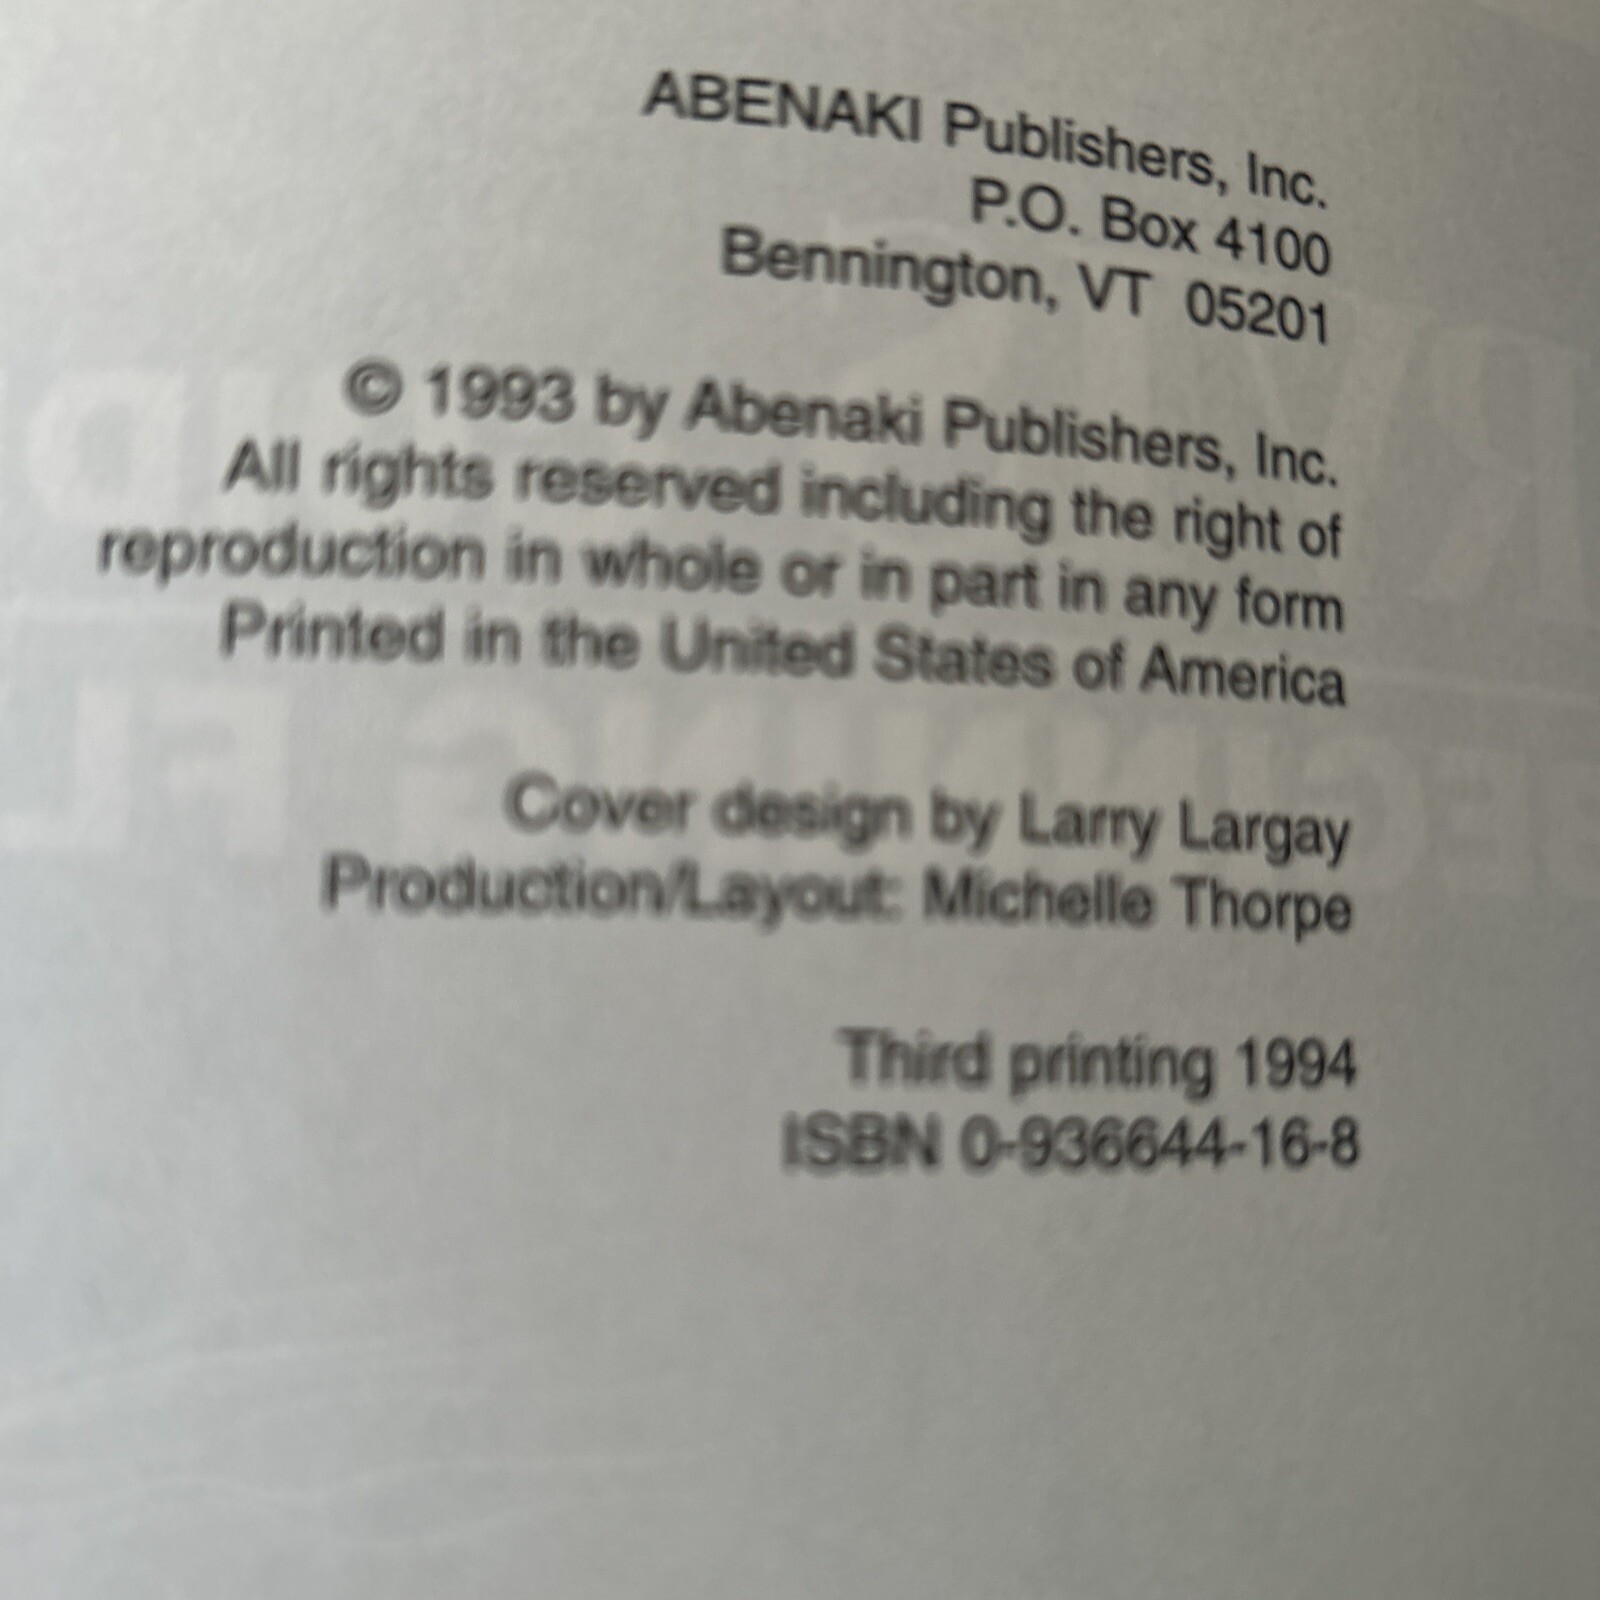 ABENAKI Publishers, Inc.
P.O. Box 4100
Bennington, VT 05201
© 1993 by Abenaki Publishers, Inc.
All rights reserved including the right of
reproduction in whole or in part in any form
Printed in the United States of America
Cover design by Larry Largay
Production/Layout: Michelle Thorpe
Third printing 1994
ISBN 0-936644-16-8